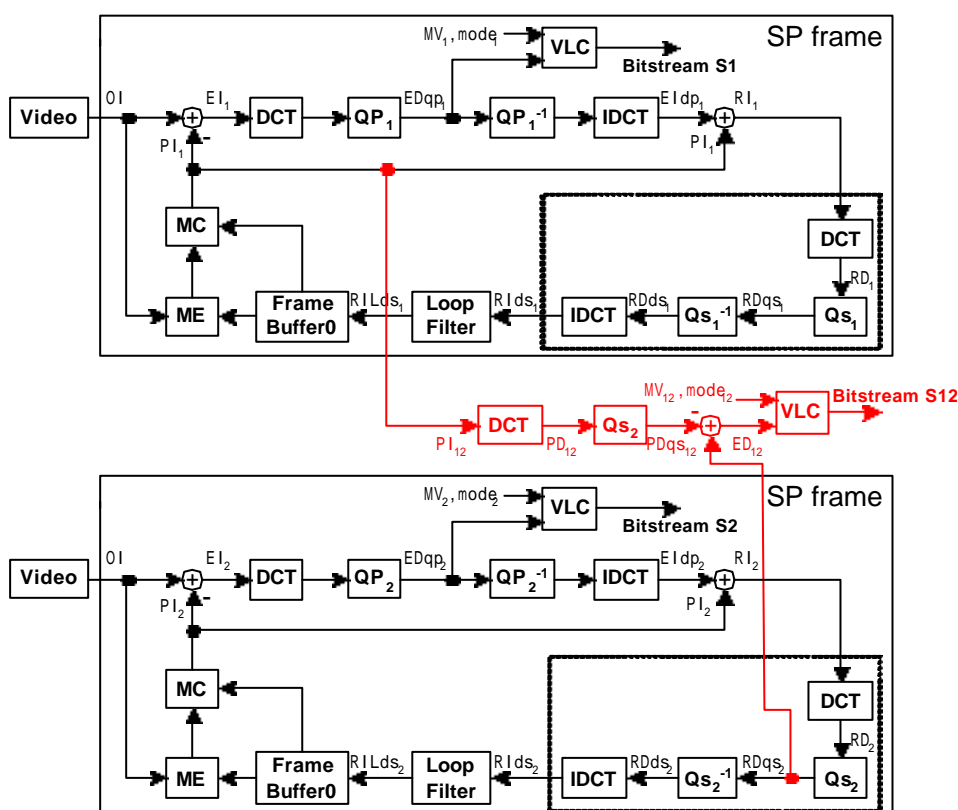 SP frame
MV₁, mode₁
VLC
Bitstream S1
Video
OI
EI₁
DCT
QP₁
EDqp₁
QP₁⁻¹
IDCT
EIdp₁
RI₁
PI₁
-
PI₁
MC
DCT
RD₁
ME
Frame Buffer0
RILds₁
Loop Filter
RIds₁
IDCT
RDds₁
Qs₁⁻¹
RDqs₁
Qs₁
MV₁₂, mode₁₂
VLC
Bitstream S12
PI₁₂
DCT
PD₁₂
Qs₂
PDqs₁₂
-
ED₁₂
SP frame
MV₂, mode₂
VLC
Bitstream S2
Video
OI
EI₂
DCT
QP₂
EDqp₂
QP₂⁻¹
IDCT
EIdp₂
RI₂
PI₂
-
PI₂
MC
DCT
RD₂
ME
Frame Buffer0
RILds₂
Loop Filter
RIds₂
IDCT
RDds₂
Qs₂⁻¹
RDqs₂
Qs₂